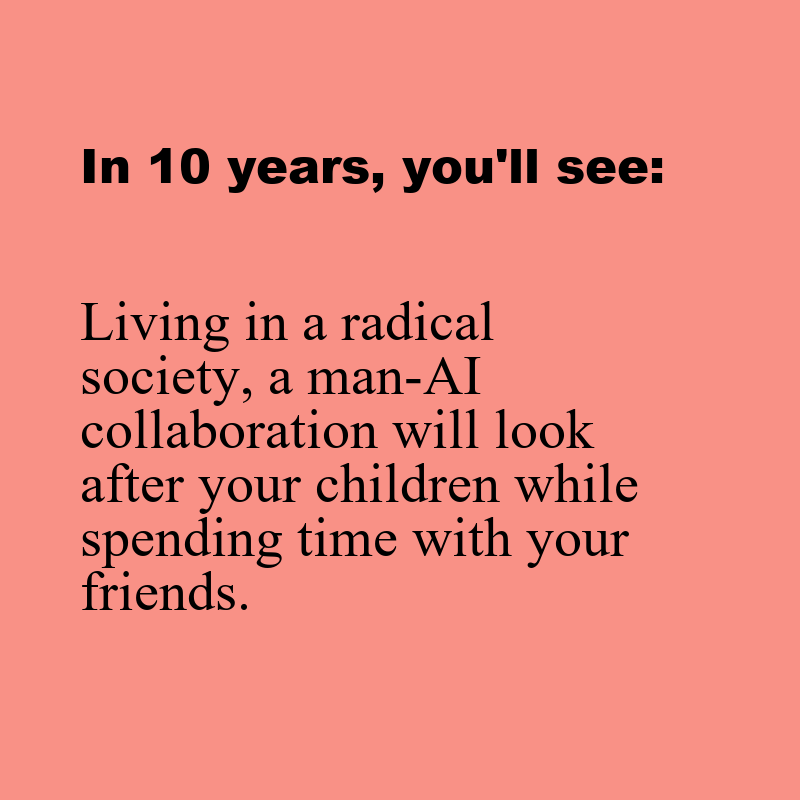 In 10 years, you'll see:
Living in a radical
society, a man-AI
collaboration will look
after your children while
spending time with your
friends.